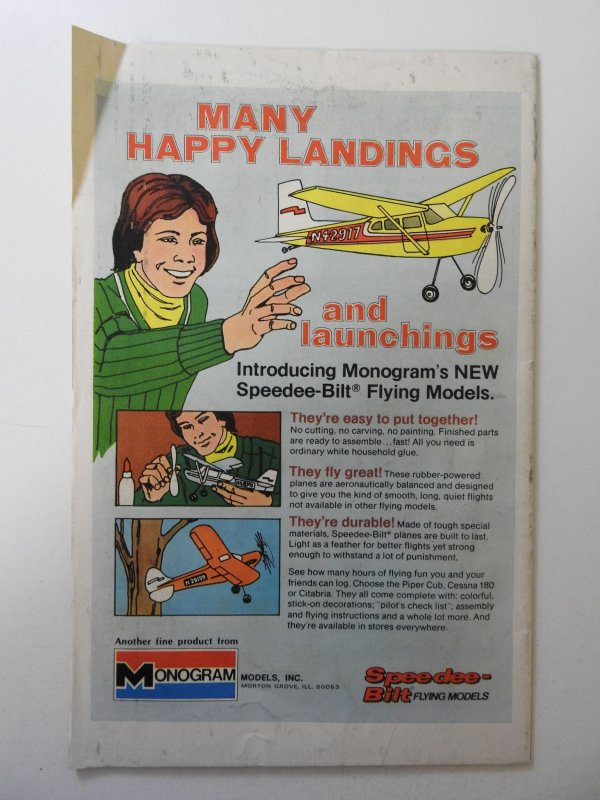 MANY
HAPPY LANDINGS
N42917
and
launchings
Introducing Monogram's NEW
Speedee-Bilt® Flying Models.
They're easy to put together!
No cutting, no carving, no painting. Finished parts
are ready to assemble...fast! All you need is
ordinary white household glue.
They fly great! These rubber-powered
planes are aeronautically balanced and designed
to give you the kind of smooth, long, quiet flights
not available in other flying models.
They're durable! Made of tough special
materials, Speedee-Bilt® planes are built to last.
Light as a feather for better flights yet strong
enough to withstand a lot of punishment.
See how many hours of flying fun you and your
friends can log. Choose the Piper Cub, Cessna 180
or Citabria. They all come complete with: colorful,
stick-on decorations; "pilot's check list"; assembly
and flying instructions and a whole lot more. And
they're available in stores everywhere.
Another fine product from
MONOGRAM MODELS, INC.
MORTON GROVE, ILL. 60053
Speedee-
Bilt FLYING MODELS